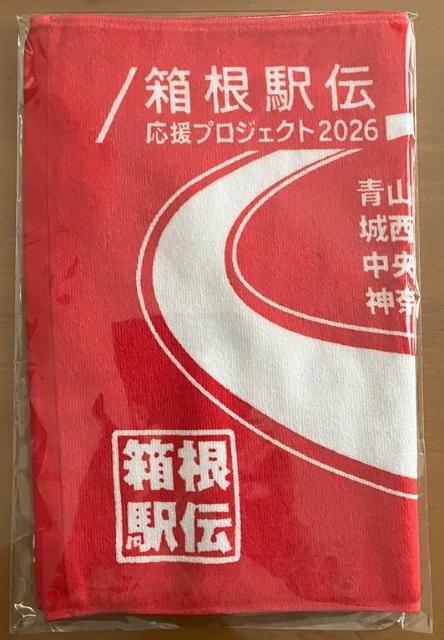 箱根駅伝
応援プロジェクト2026
青山
城西
中央
神奈
箱根
駅伝